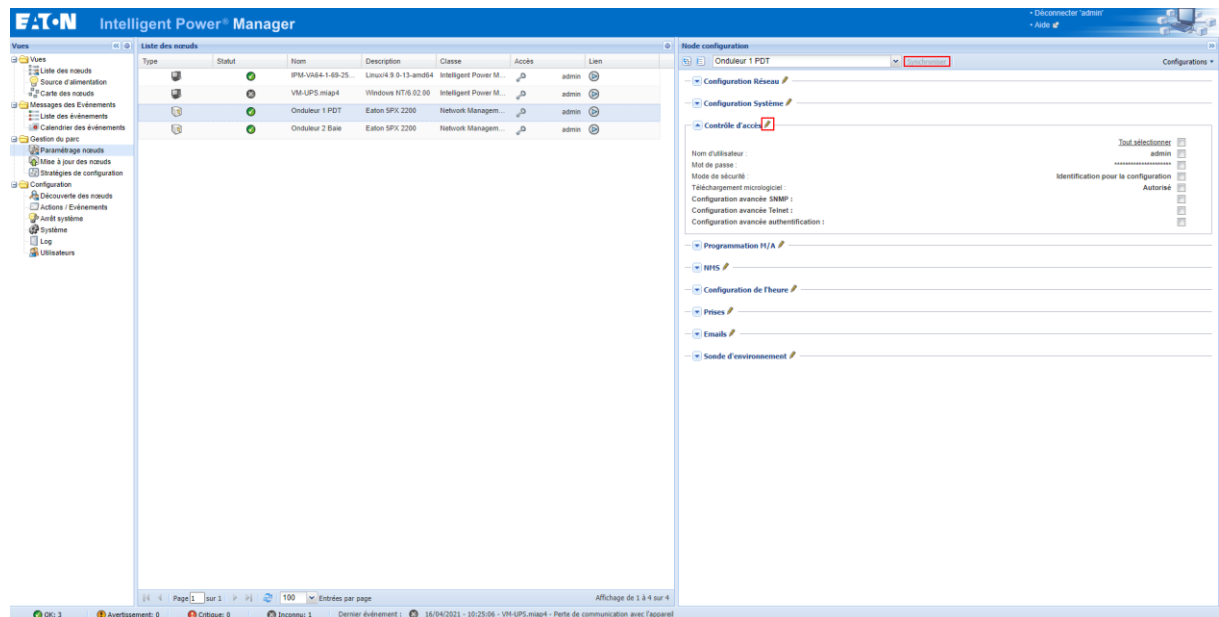 EATON Intelligent Power® Manager
• Déconnecter 'admin'
• Aide
Vues
Vues
Liste des nœuds
Source d'alimentation
Carte des nœuds
Messages des Evénements
Liste des événements
Calendrier des événements
Gestion du parc
Paramétrage nœuds
Mise à jour des nœuds
Stratégies de configuration
Configuration
Découverte des nœuds
Actions / Evénements
Arrêt système
Système
Log
Utilisateurs
Liste des nœuds
Type Statut Nom Description Classe Accès Lien
IPM-VA64-1-69-25... Linux/4.9.0-13-amd64 Intelligent Power M... admin
VM-UPS.miap4 Windows NT/6.02.00 Intelligent Power M... admin
Onduleur 1 PDT Eaton 5PX 2200 Network Managem... admin
Onduleur 2 Baie Eaton 5PX 2200 Network Managem... admin
Page 1 sur 1 100 Entrées par page Affichage de 1 à 4 sur 4
Node configuration
Onduleur 1 PDT Synchroniser Configurations
Configuration Réseau
Configuration Système
Contrôle d'accès
Tout sélectionner
Nom d'utilisateur : admin
Mot de passe : ********************
Mode de sécurité : Identification pour la configuration
Téléchargement micrologiciel : Autorisé
Configuration avancée SNMP :
Configuration avancée Telnet :
Configuration avancée authentification :
Programmation M/A
NMS
Configuration de l'heure
Prises
Emails
Sonde d'environnement
OK: 3 Avertissement: 0 Critique: 0 Inconnu: 1 Dernier événement : 16/04/2021 - 10:25:06 - VM-UPS.miap4 - Perte de communication avec l'appareil